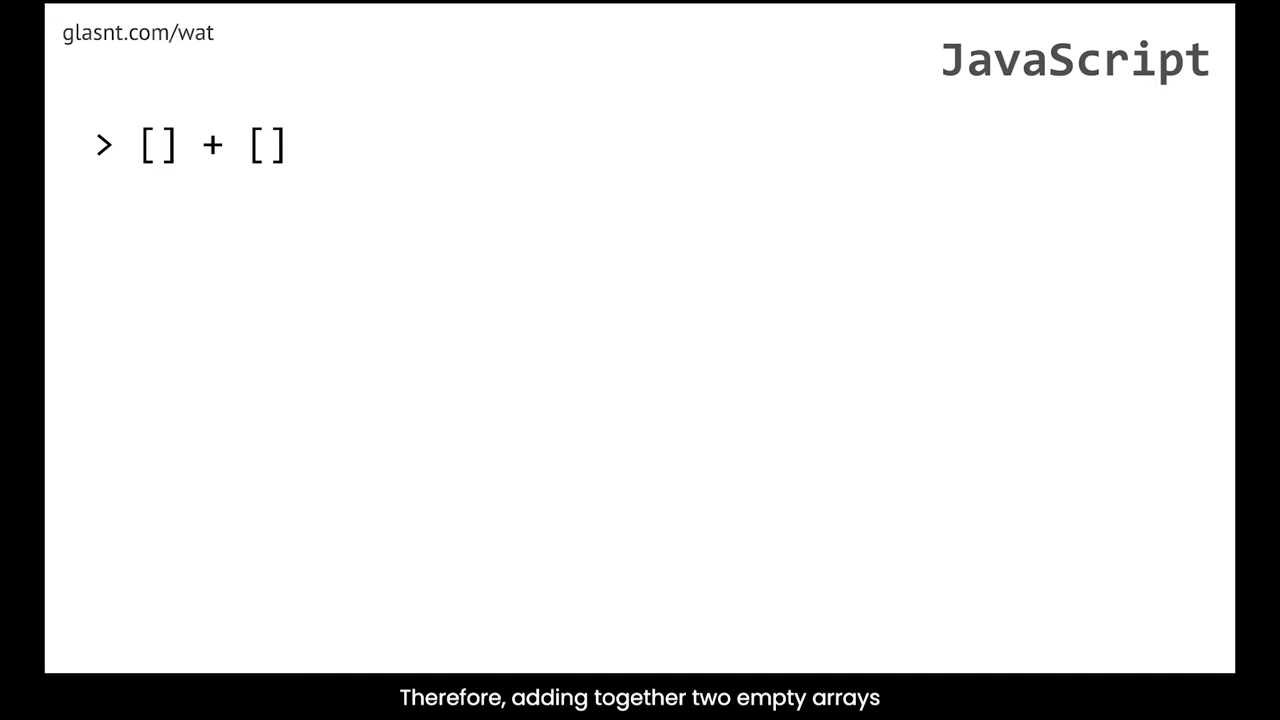 glasnt.com/wat
JavaScript
> [] + []
Therefore, adding together two empty arrays